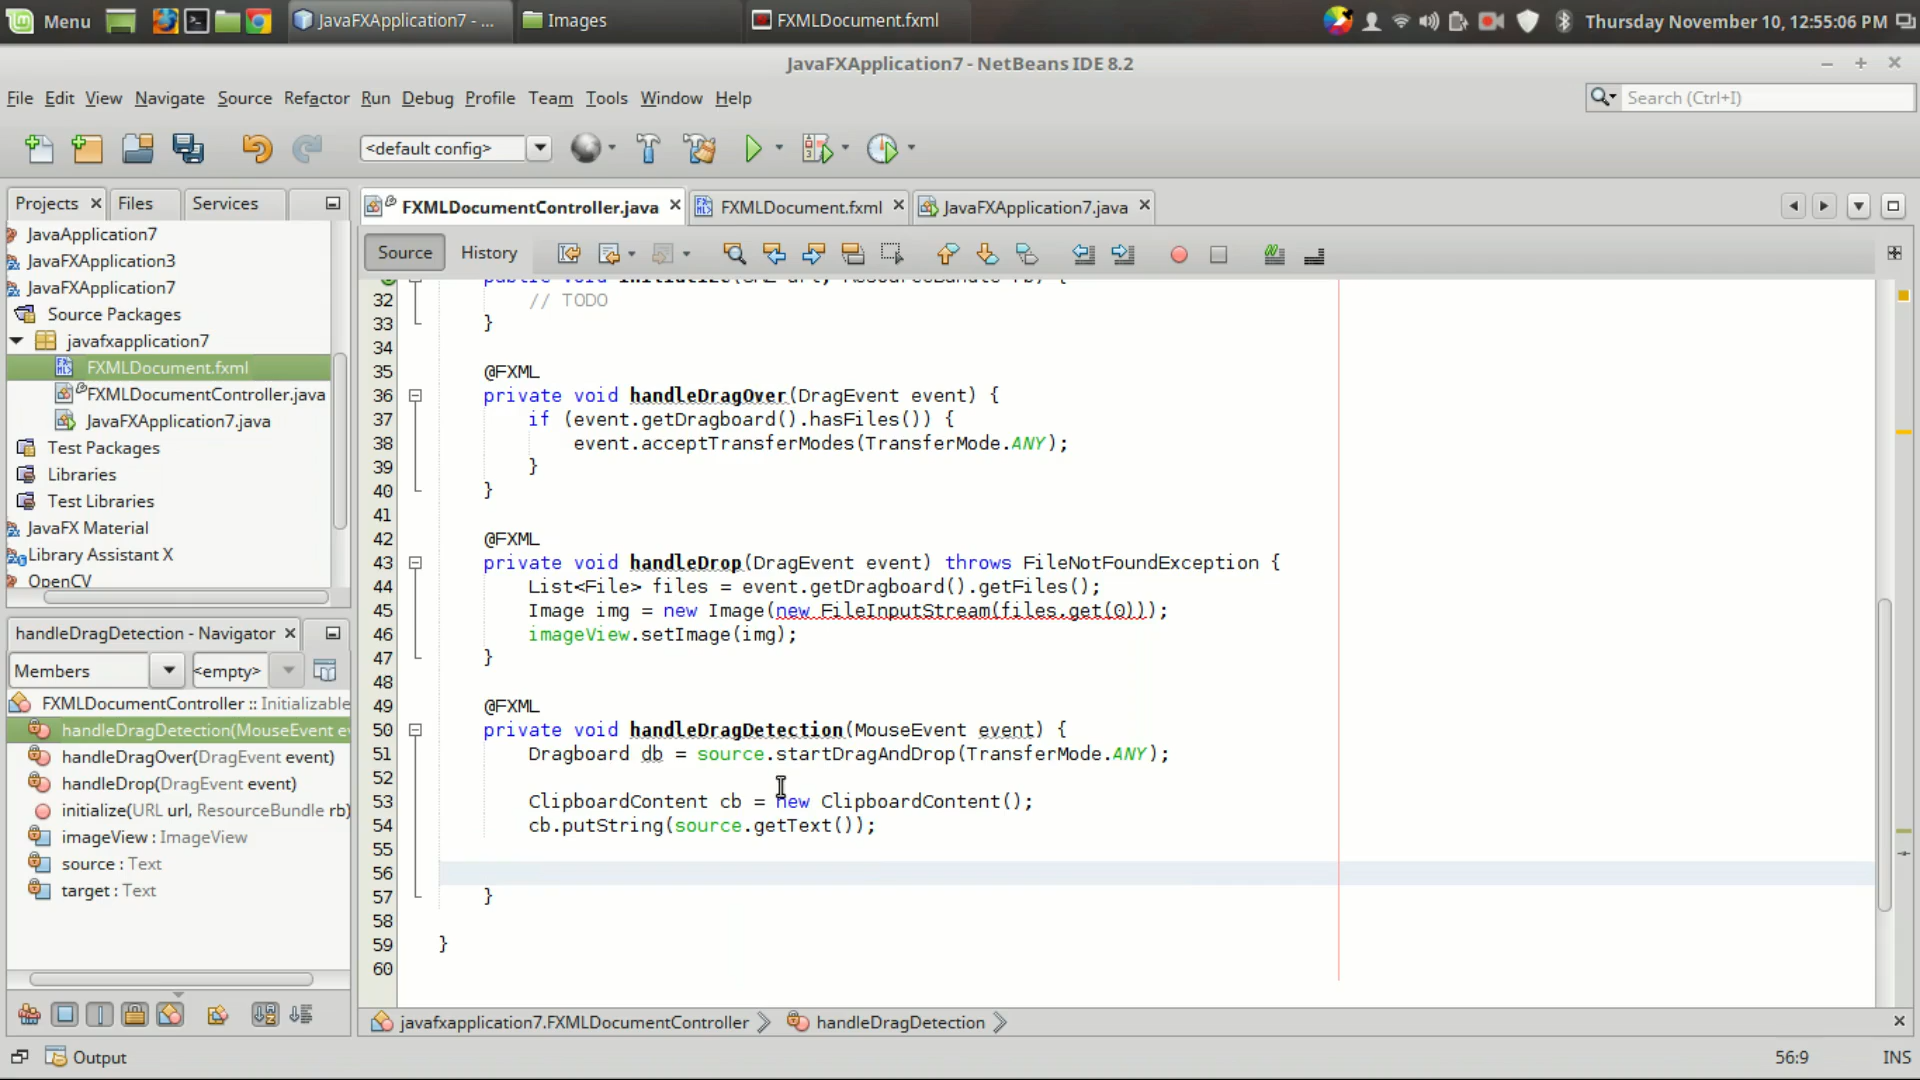 Menu
JavaFXApplication7 - ...
Images
FXMLDocument.fxml
Thursday November 10, 12:55:06 PM
JavaFXApplication7 - NetBeans IDE 8.2
File Edit View Navigate Source Refactor Run Debug Profile Team Tools Window Help
Search (Ctrl+I)
<default config>
Projects Files Services
FXMLDocumentController.java FXMLDocument.fxml JavaFXApplication7.java
Source History
JavaApplication7
JavaFXApplication3
JavaFXApplication7
Source Packages
javafxapplication7
FXMLDocument.fxml
FXMLDocumentController.java
JavaFXApplication7.java
Test Packages
Libraries
Test Libraries
JavaFX Material
Library Assistant X
OpenCV
handleDragDetection - Navigator
Members <empty>
FXMLDocumentController :: Initializable
handleDragDetection(MouseEvent ev
handleDragOver(DragEvent event)
handleDrop(DragEvent event)
initialize(URL url, ResourceBundle rb)
imageView : ImageView
source : Text
target : Text
32 // TODO
33 }
34
35 @FXML
36 private void handleDragOver(DragEvent event) {
37 if (event.getDragboard().hasFiles()) {
38 event.acceptTransferModes(TransferMode.ANY);
39 }
40 }
41
42 @FXML
43 private void handleDrop(DragEvent event) throws FileNotFoundException {
44 List<File> files = event.getDragboard().getFiles();
45 Image img = new Image(new FileInputStream(files.get(0)));
46 imageView.setImage(img);
47 }
48
49 @FXML
50 private void handleDragDetection(MouseEvent event) {
51 Dragboard db = source.startDragAndDrop(TransferMode.ANY);
52
53 ClipboardContent cb = new ClipboardContent();
54 cb.putString(source.getText());
55
56
57 }
58
59 }
60
javafxapplication7.FXMLDocumentController handleDragDetection
Output
56:9 INS